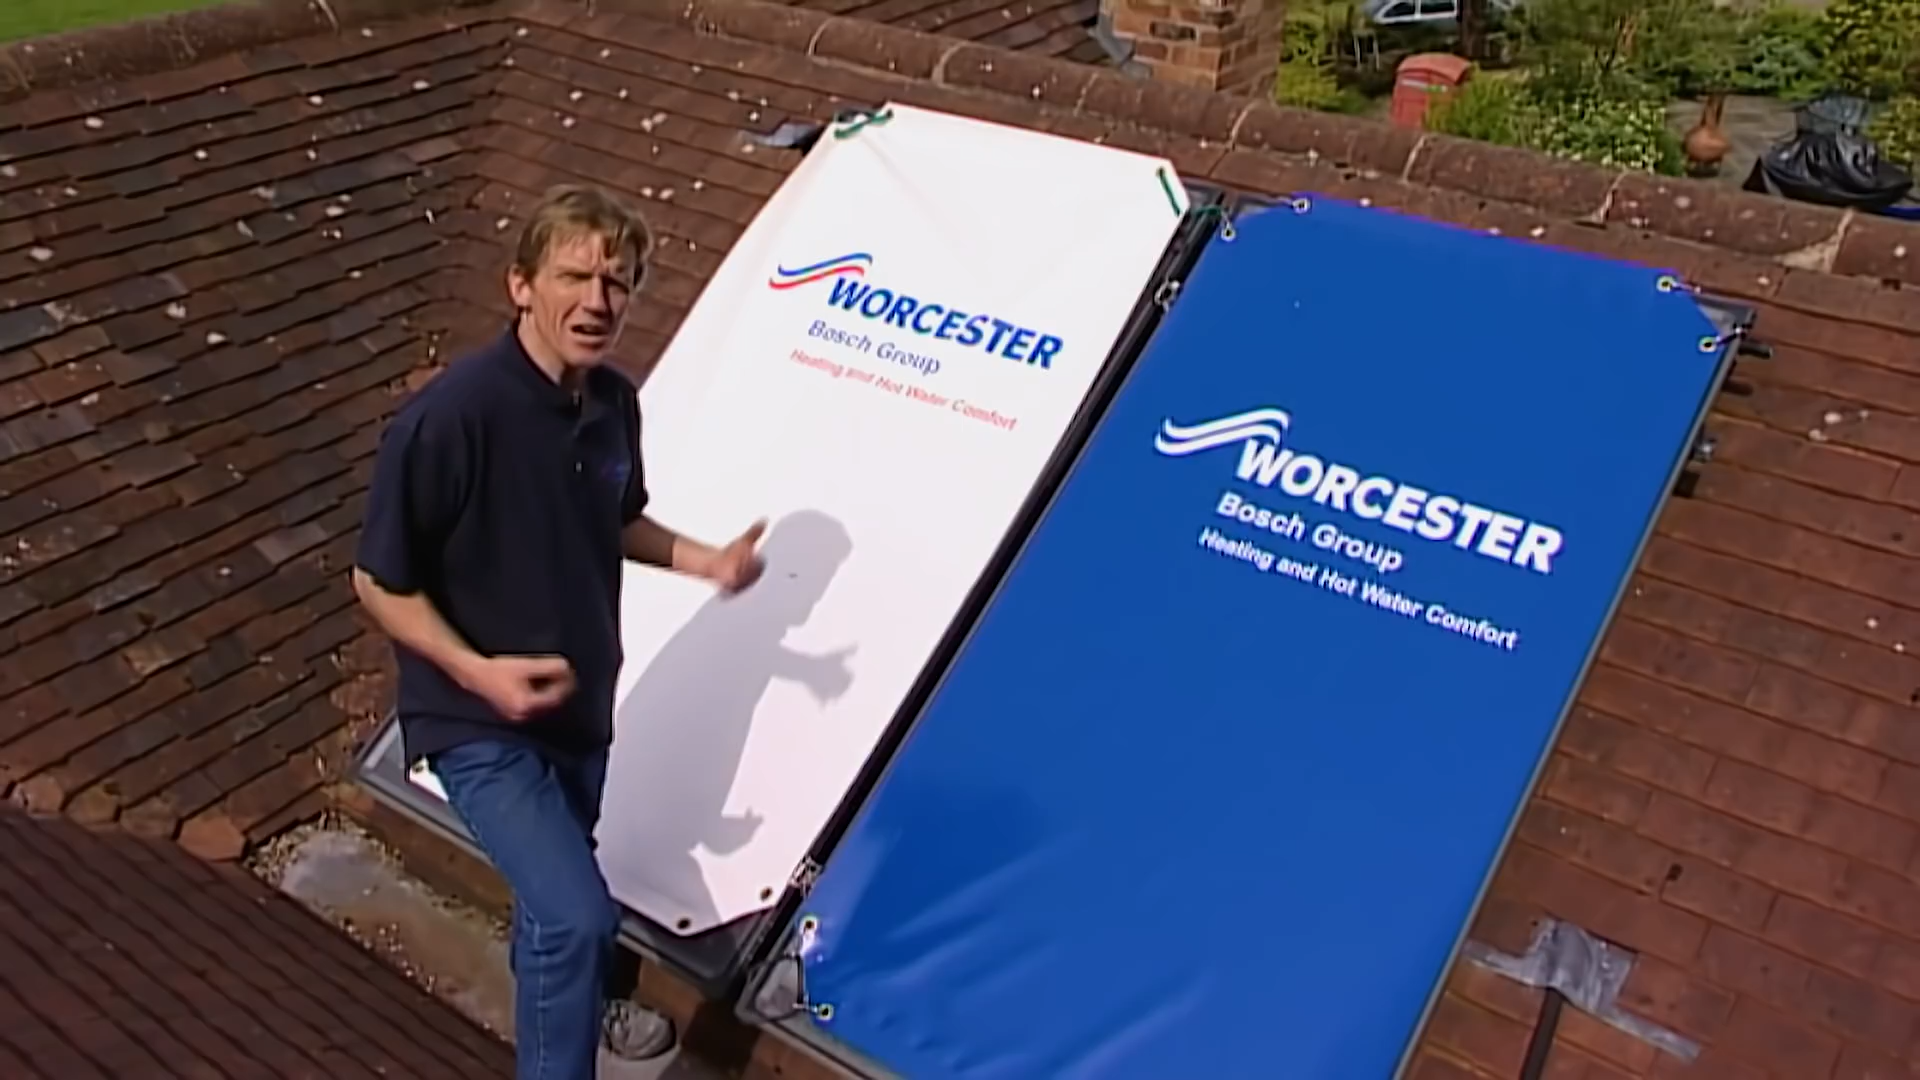 WORCESTER
Bosch Group
Heating and Hot Water Comfort
WORCESTER
Bosch Group
Heating and Hot Water Comfort